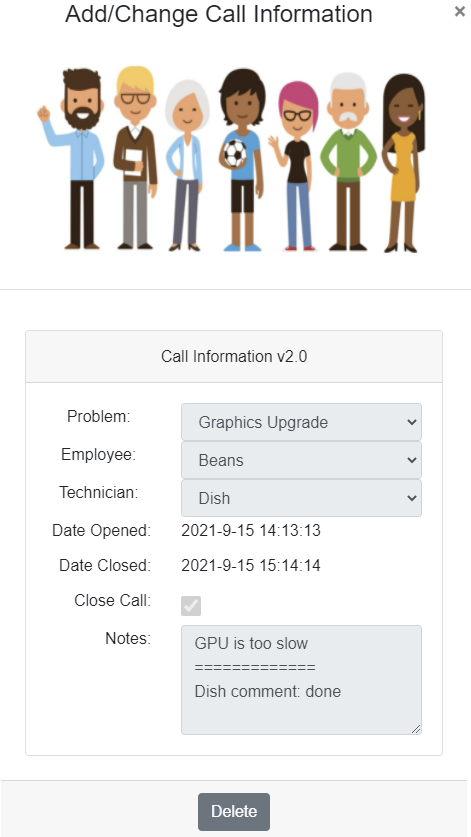 Add/Change Call Information ×
Call Information v2.0
Problem: Graphics Upgrade
Employee: Beans
Technician: Dish
Date Opened: 2021-9-15 14:13:13
Date Closed: 2021-9-15 15:14:14
Close Call:
Notes: GPU is too slow
=============
Dish comment: done
Delete